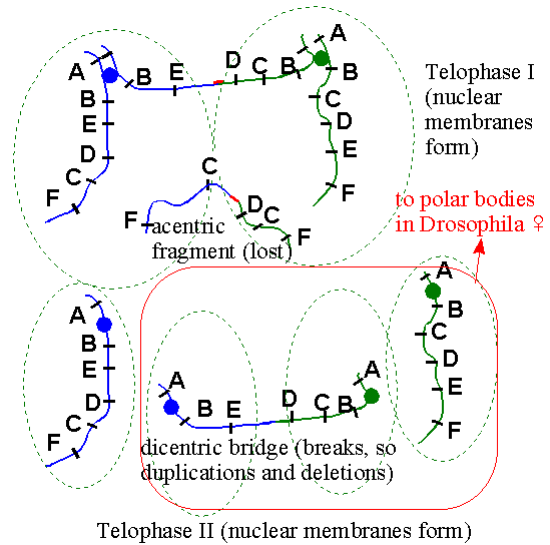 A
B
E
D
C
B
A
B
C
D
E
F
A
B
E
D
C
F
Telophase I
(nuclear
membranes
form)
C
F
D
C
F
acentric
fragment (lost)
to polar bodies
in Drosophila ♀
A
B
E
D
C
F
A
B
E
D
C
B
A
A
B
C
D
E
F
dicentric bridge (breaks, so
duplications and deletions)
Telophase II (nuclear membranes form)